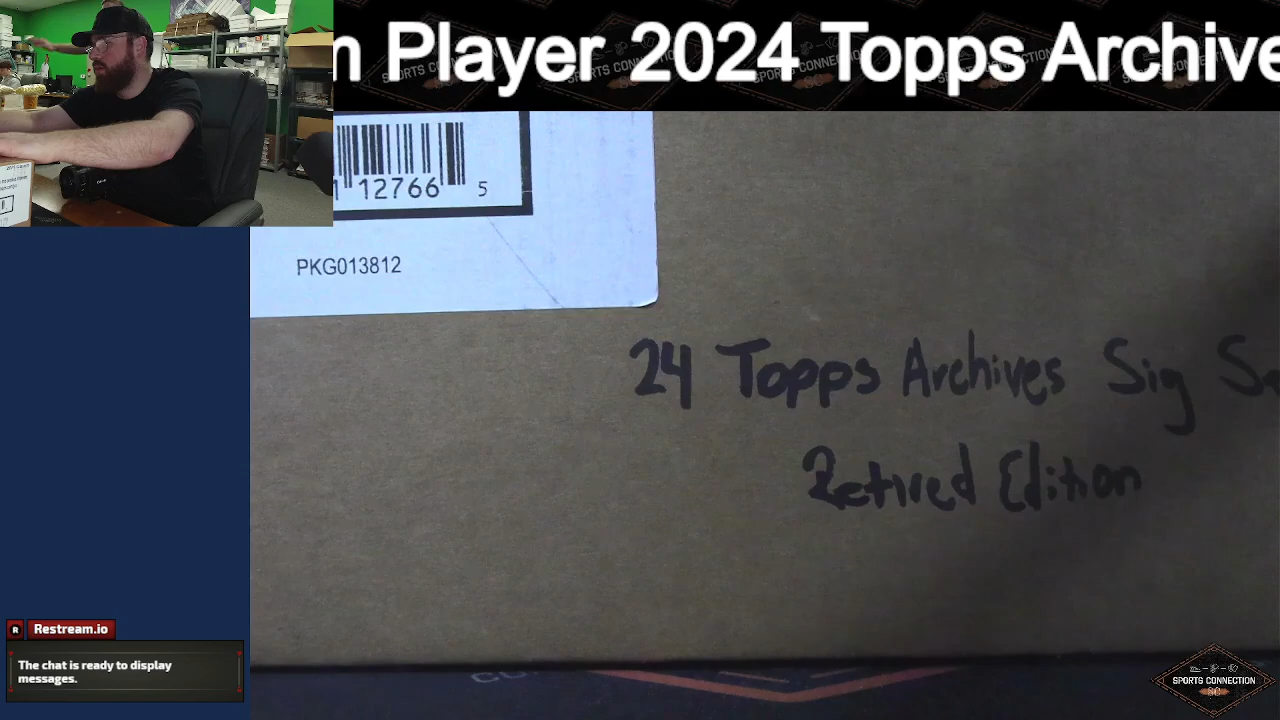 n Player 2024 Topps Archive
12766 5
PKG013812
24 Topps Archives Sig
Retired Edition
Restream.io
The chat is ready to display
messages.
SPORTS CONNECTION
SC